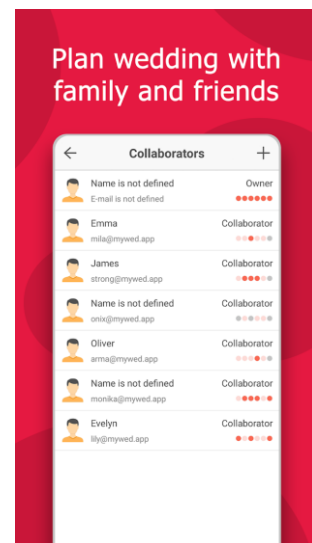 Plan wedding with
family and friends
Collaborators
Name is not defined Owner
E-mail is not defined
Emma Collaborator
mila@mywed.app
James Collaborator
strong@mywed.app
Name is not defined Collaborator
onix@mywed.app
Oliver Collaborator
arma@mywed.app
Name is not defined Collaborator
monika@mywed.app
Evelyn Collaborator
lily@mywed.app